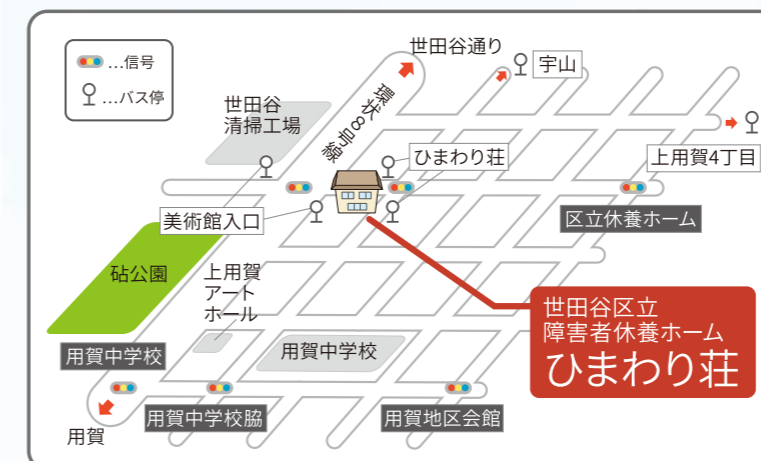 …信号
…バス停
世田谷通り
宇山
環状8号線
世田谷
清掃工場
上用賀4丁目
ひまわり荘
美術館入口
区立休養ホーム
砧公園
上用賀
アート
ホール
世田谷区立
障害者休養ホーム
ひまわり荘
用賀中学校
用賀中学校
用賀中学校脇
用賀地区会館
用賀